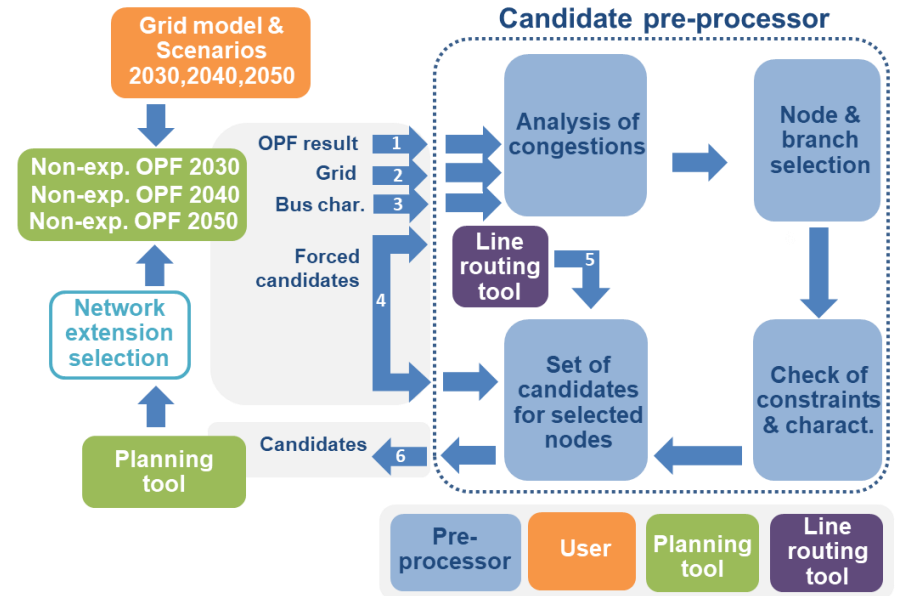 Candidate pre-processor
Grid model &
Scenarios
2030,2040,2050
Non-exp. OPF 2030
Non-exp. OPF 2040
Non-exp. OPF 2050
Network
extension
selection
Planning
tool
OPF result
1
Grid
2
Bus char.
3
Forced
candidates
4
Candidates
6
Analysis of
congestions
Node &
branch
selection
Line
routing
tool
5
Set of
candidates
for selected
nodes
Check of
constraints
& charact.
Pre-
processor
User
Planning
tool
Line
routing
tool